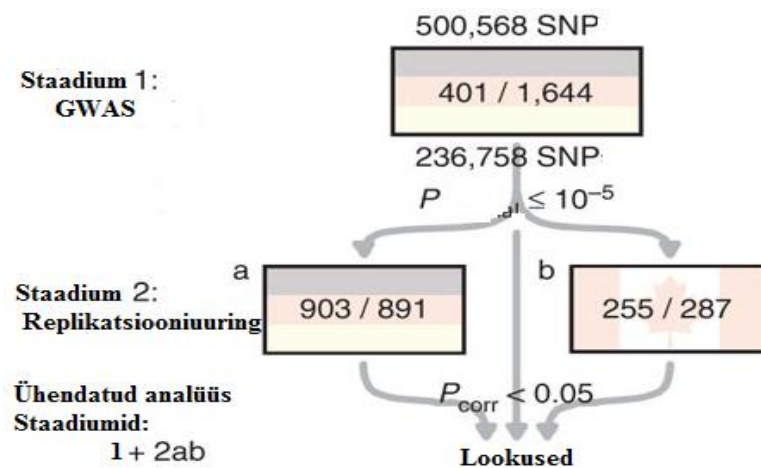 500,568 SNP
Staadium 1:
GWAS
401 / 1,644
236,758 SNP
P ≤ 10⁻⁵
a
b
Staadium 2:
Replikatsiooniuuring
903 / 891
255 / 287
Ühendatud analüüs
Staadiumid:
1 + 2ab
Pcorr < 0.05
Lookused